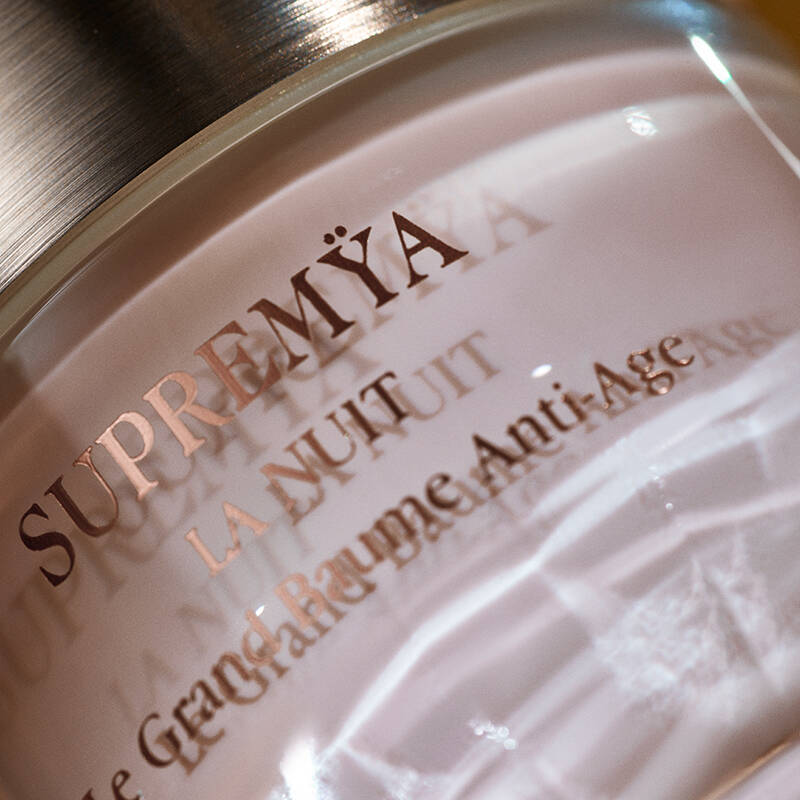 SUPREMŸA
LA NUIT
Le Grand Baume Anti-Age